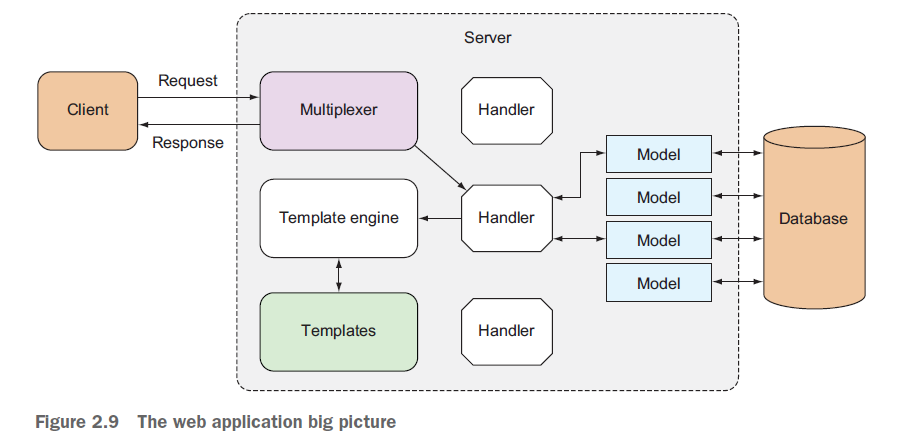 Server
Request
Client
Multiplexer
Handler
Response
Model
Model
Template engine
Handler
Database
Model
Model
Templates
Handler
Figure 2.9 The web application big picture